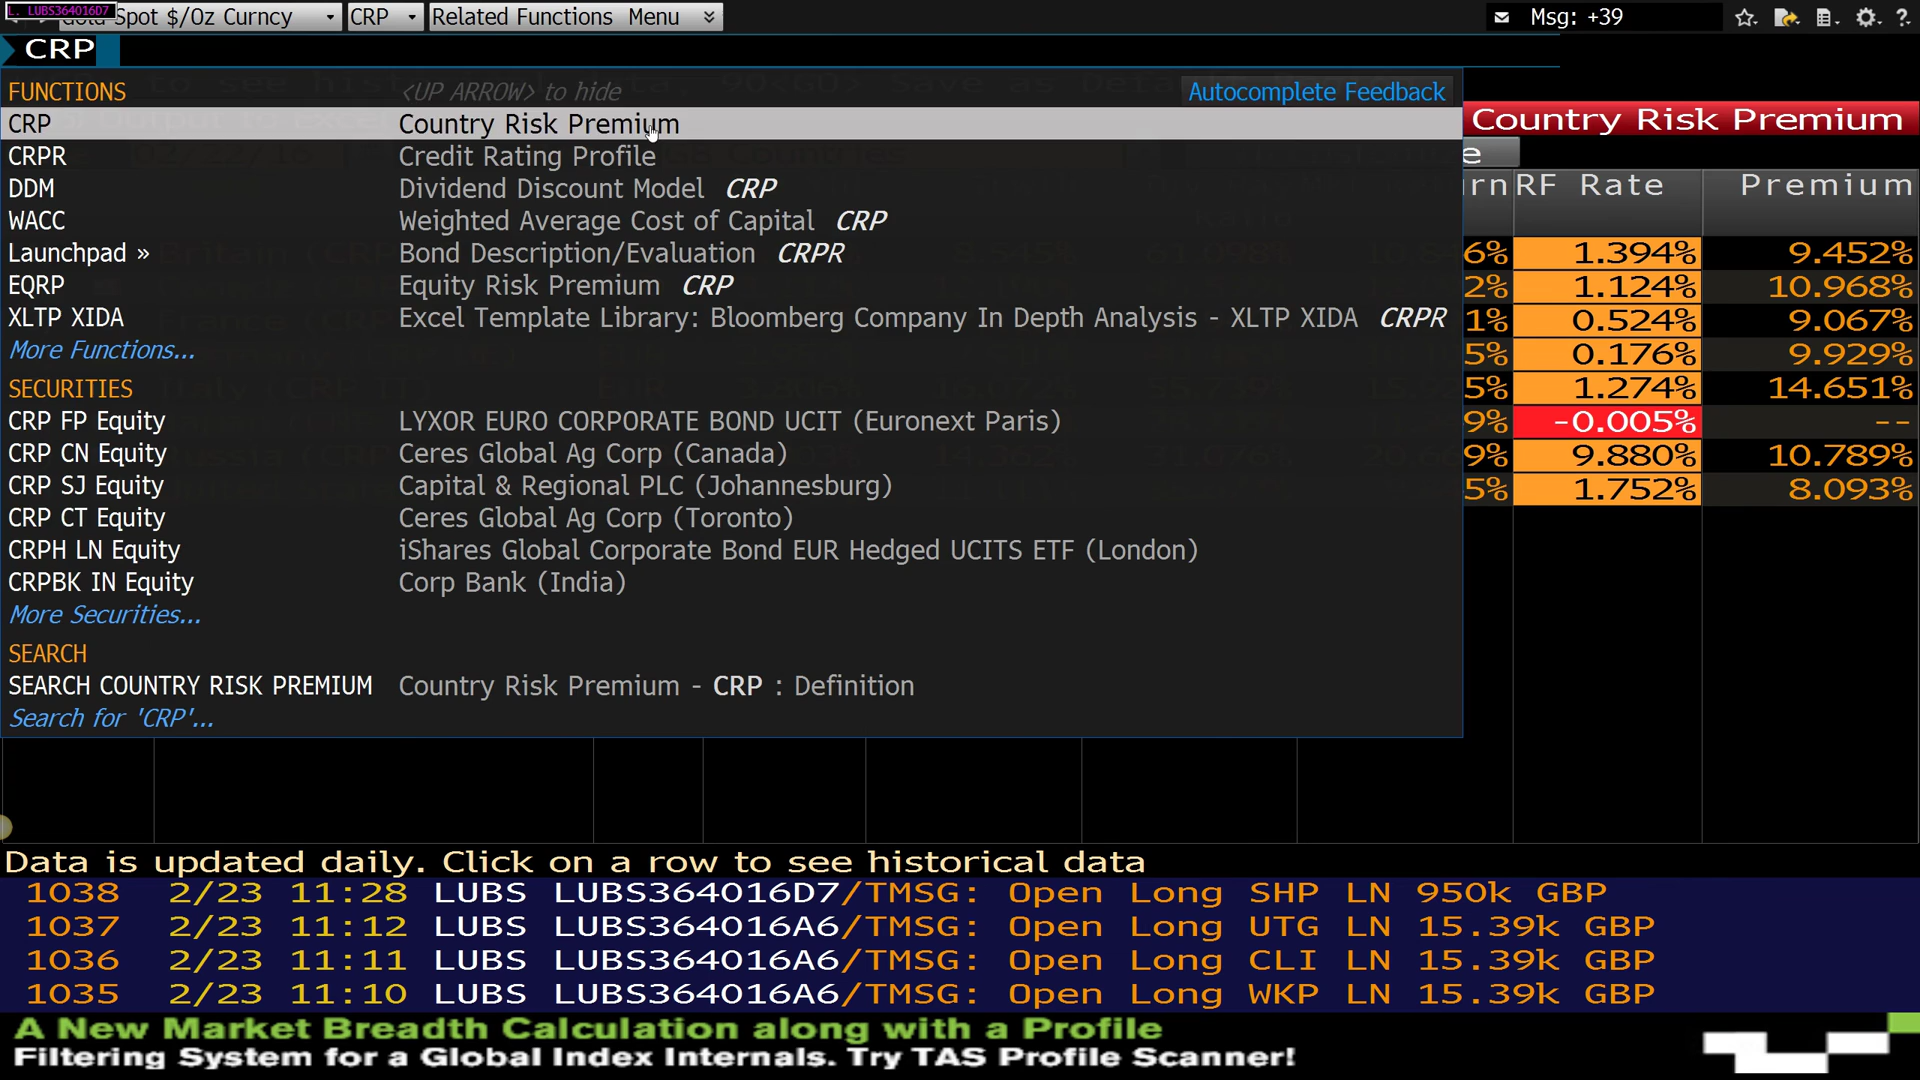 L. LUBS364016D7
Gold Spot $/Oz Curncy CRP Related Functions Menu Msg: +39
CRP
FUNCTIONS <UP ARROW> to hide Autocomplete Feedback
CRP Country Risk Premium
CRPR Credit Rating Profile
DDM Dividend Discount Model CRP
WACC Weighted Average Cost of Capital CRP
Launchpad » Bond Description/Evaluation CRPR
EQRP Equity Risk Premium CRP
XLTP XIDA Excel Template Library: Bloomberg Company In Depth Analysis - XLTP XIDA CRPR
More Functions...
SECURITIES
CRP FP Equity LYXOR EURO CORPORATE BOND UCIT (Euronext Paris)
CRP CN Equity Ceres Global Ag Corp (Canada)
CRP SJ Equity Capital & Regional PLC (Johannesburg)
CRP CT Equity Ceres Global Ag Corp (Toronto)
CRPH LN Equity iShares Global Corporate Bond EUR Hedged UCITS ETF (London)
CRPBK IN Equity Corp Bank (India)
More Securities...
SEARCH
SEARCH COUNTRY RISK PREMIUM Country Risk Premium - CRP : Definition
Search for 'CRP'...
Country Risk Premium
e
rn RF Rate Premium
6% 1.394% 9.452%
2% 1.124% 10.968%
1% 0.524% 9.067%
5% 0.176% 9.929%
5% 1.274% 14.651%
9% -0.005% --
9% 9.880% 10.789%
5% 1.752% 8.093%
Data is updated daily. Click on a row to see historical data
1038 2/23 11:28 LUBS LUBS364016D7/TMSG: Open Long SHP LN 950k GBP
1037 2/23 11:12 LUBS LUBS364016A6/TMSG: Open Long UTG LN 15.39k GBP
1036 2/23 11:11 LUBS LUBS364016A6/TMSG: Open Long CLI LN 15.39k GBP
1035 2/23 11:10 LUBS LUBS364016A6/TMSG: Open Long WKP LN 15.39k GBP
A New Market Breadth Calculation along with a Profile
Filtering System for a Global Index Internals. Try TAS Profile Scanner!